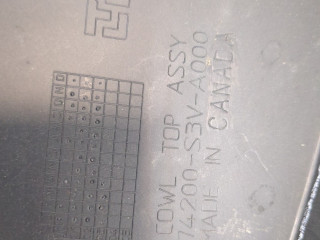 COWL TOP ASSY
74200-S3V-A000
MADE IN CANADA